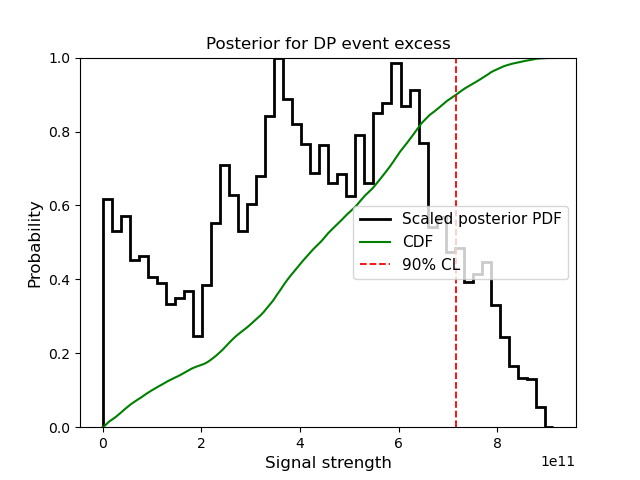 Posterior for DP event excess
1.0
0.8
0.6
0.4
0.2
0.0
Probability
Scaled posterior PDF
CDF
90% CL
0 2 4 6 8
1e11
Signal strength